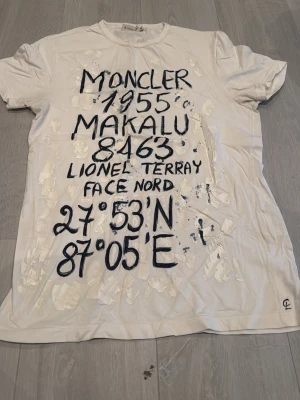 MONCLER
1955
MAKALU
8463
LIONEL TERRAY
FACE NORD
27°53'N
87°05'E